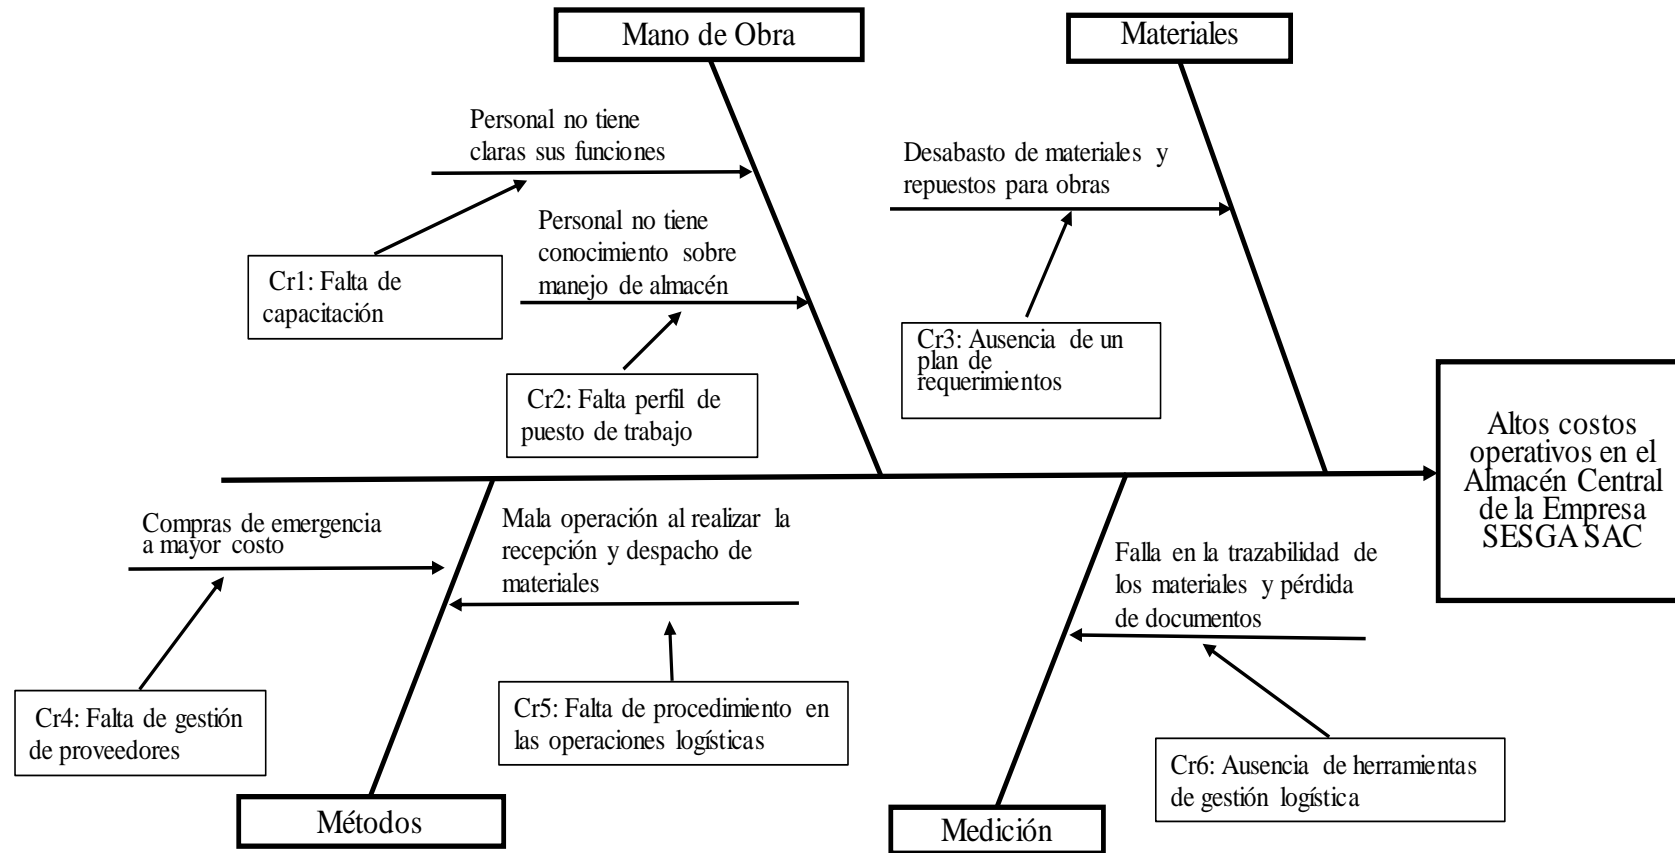 Mano de Obra
Materiales
Personal no tiene
claras sus funciones
Desabasto de materiales y
repuestos para obras
Personal no tiene
conocimiento sobre
manejo de almacén
Cr1: Falta de
capacitación
Cr3: Ausencia de un
plan de
requerimientos
Cr2: Falta perfil de
puesto de trabajo
Altos costos
operativos en el
Almacén Central
de la Empresa
SESGA SAC
Compras de emergencia
a mayor costo
Mala operación al realizar la
recepción y despacho de
materiales
Falla en la trazabilidad de
los materiales y pérdida
de documentos
Cr4: Falta de gestión
de proveedores
Cr5: Falta de procedimiento en
las operaciones logísticas
Cr6: Ausencia de herramientas
de gestión logística
Métodos
Medición